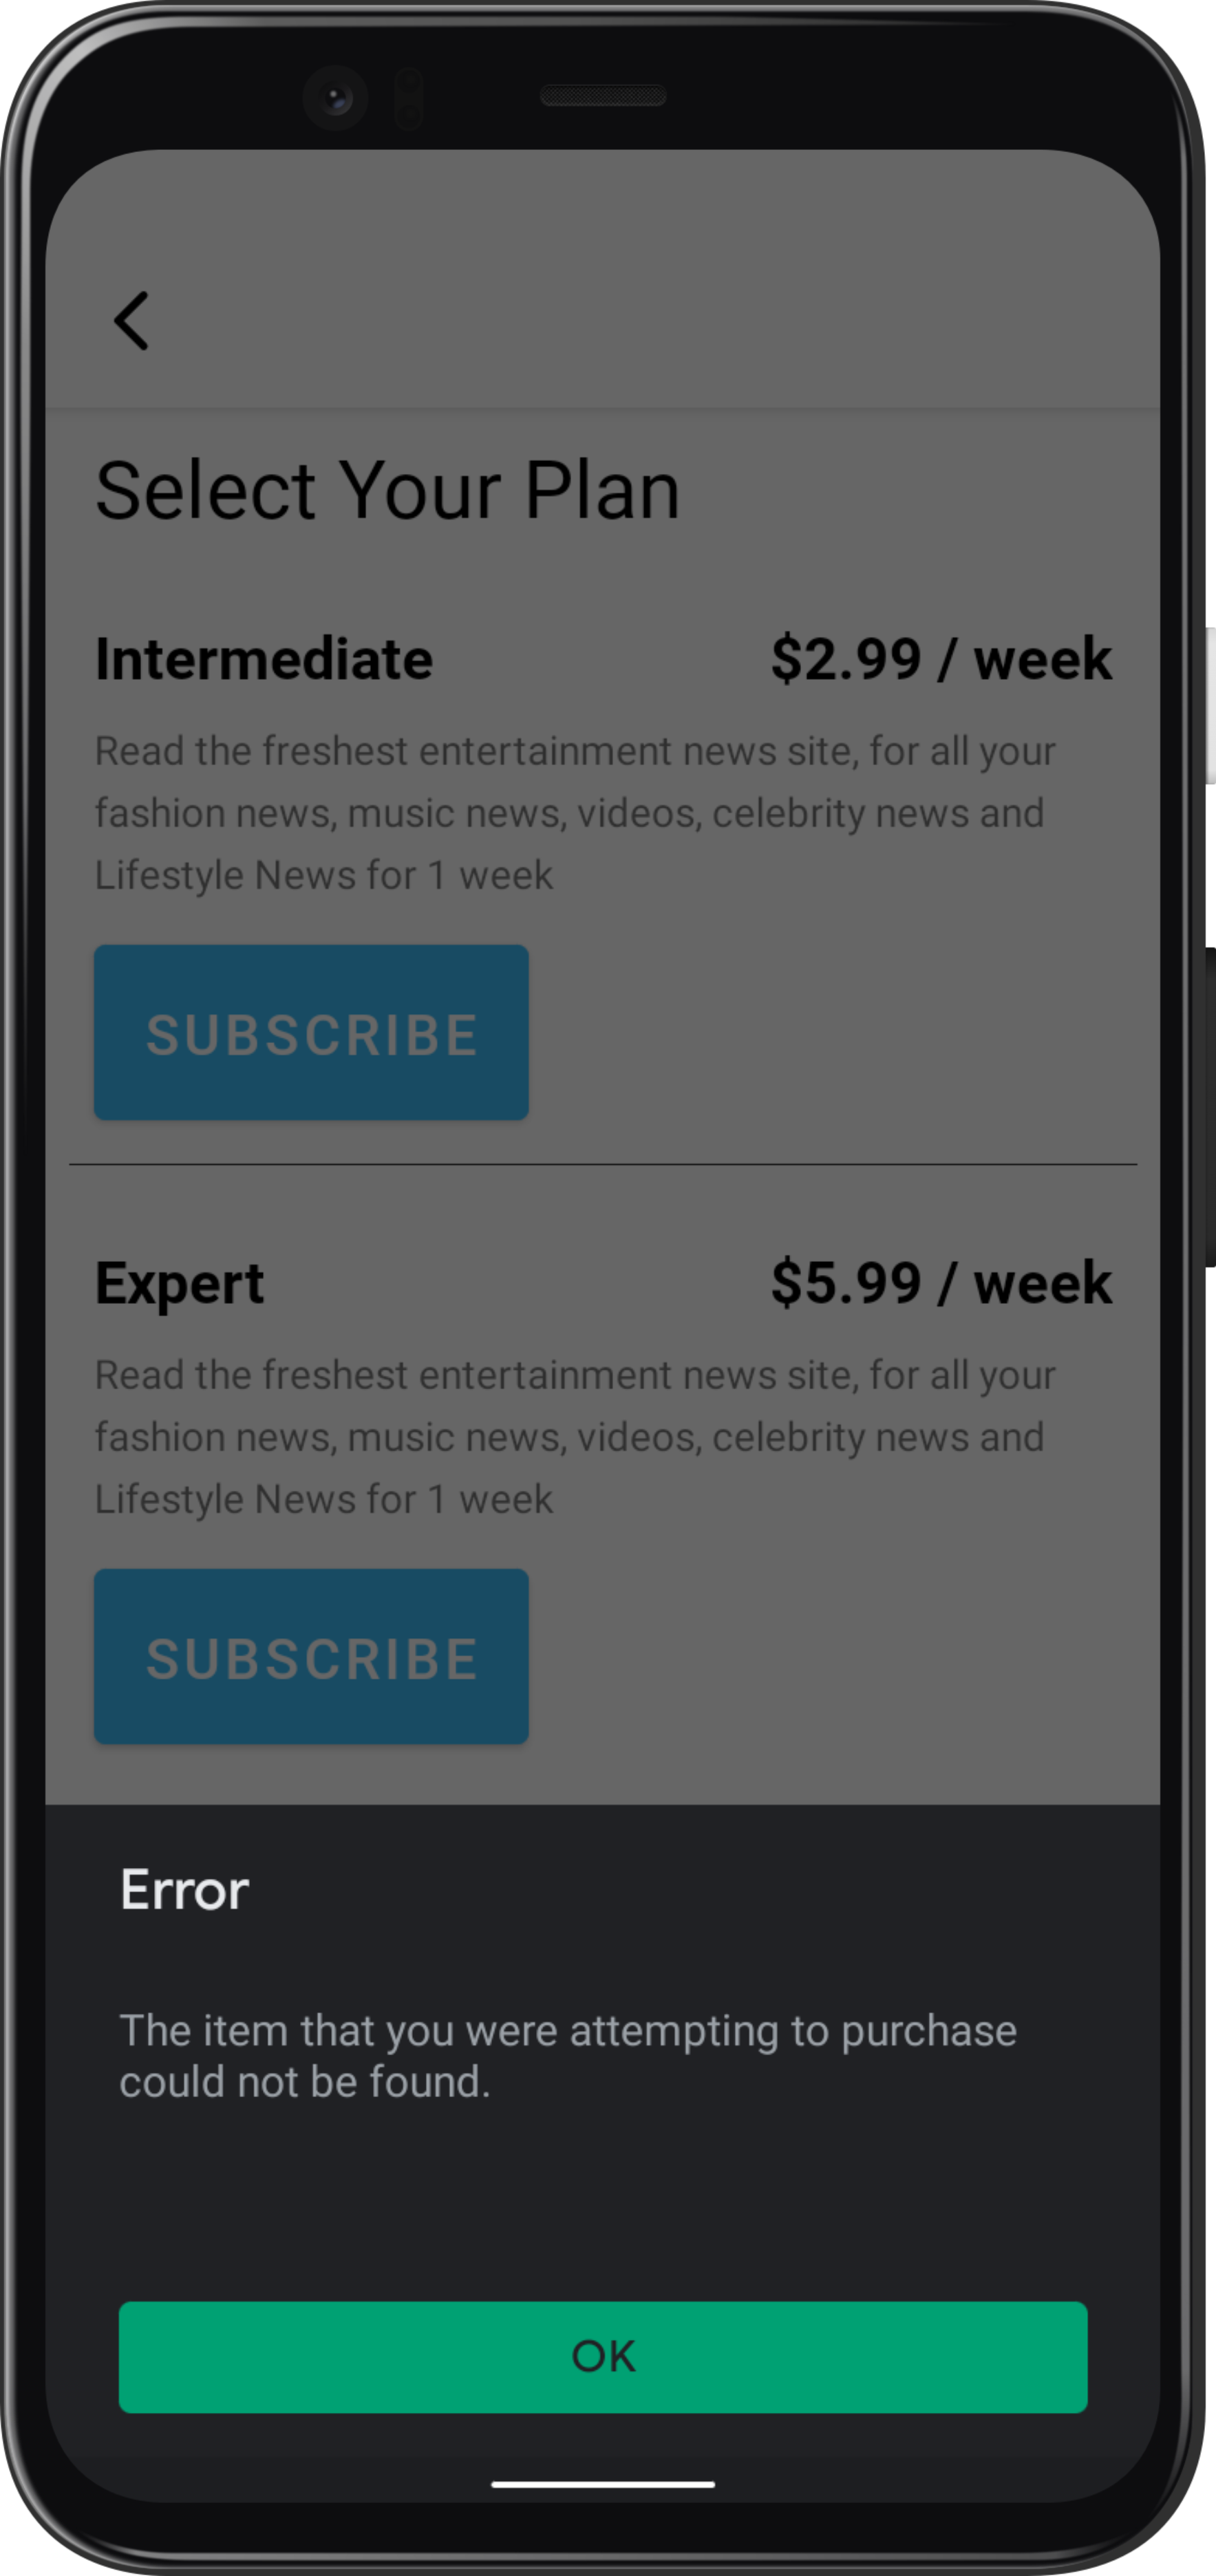 Select Your Plan
Intermediate $2.99 / week
Read the freshest entertainment news site, for all your
fashion news, music news, videos, celebrity news and
Lifestyle News for 1 week
SUBSCRIBE
Expert $5.99 / week
Read the freshest entertainment news site, for all your
fashion news, music news, videos, celebrity news and
Lifestyle News for 1 week
SUBSCRIBE
Error
The item that you were attempting to purchase
could not be found.
OK